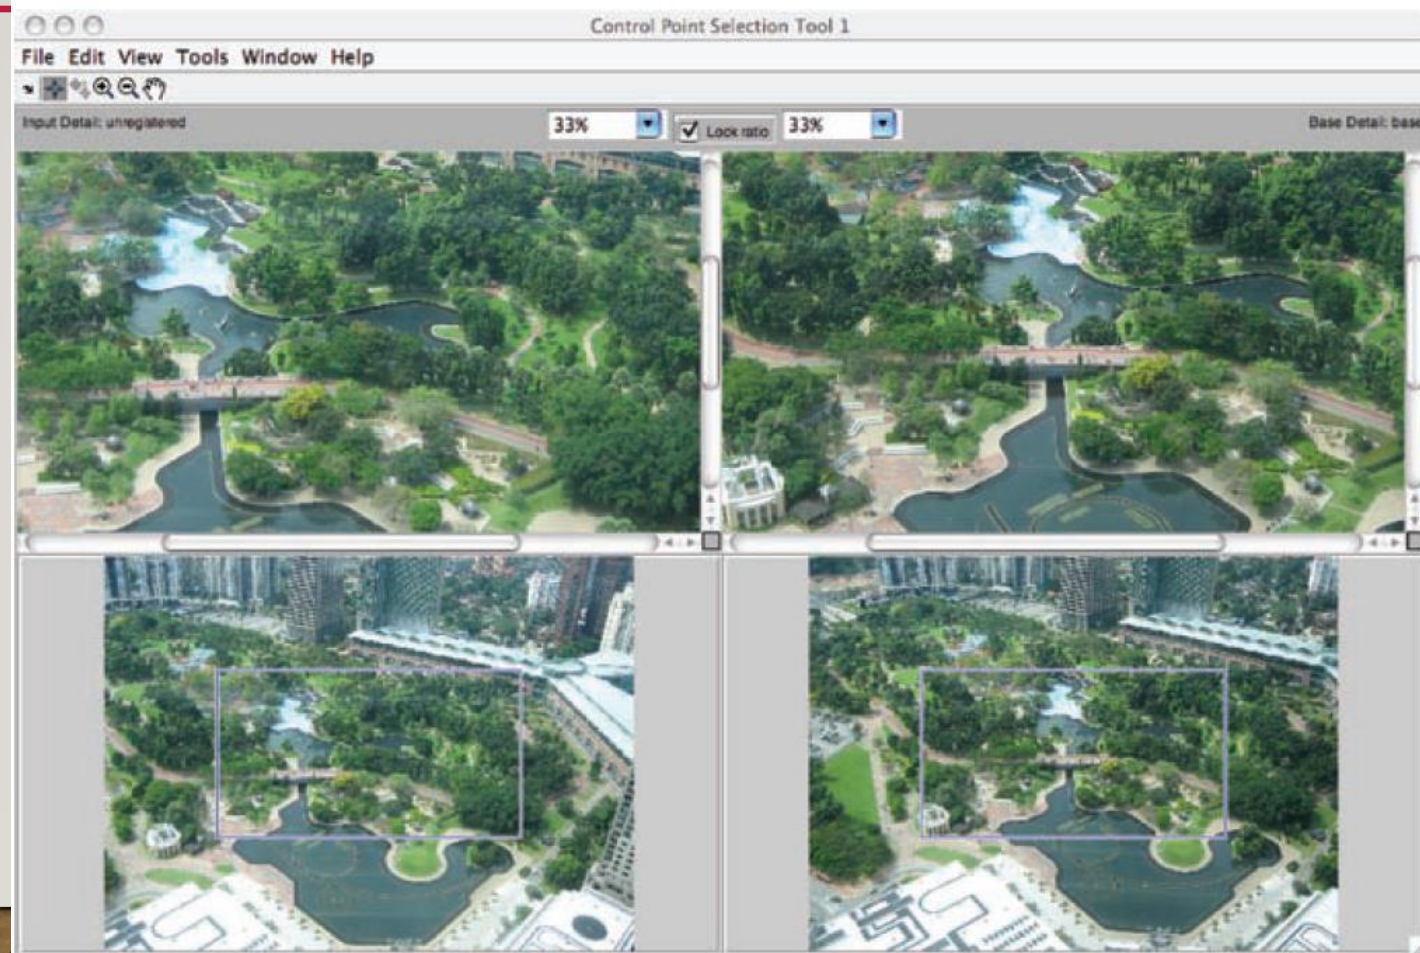 Control Point Selection Tool 1
File Edit View Tools Window Help
Input Detail: unregistered
33%
Lock ratio
33%
Base Detail: base